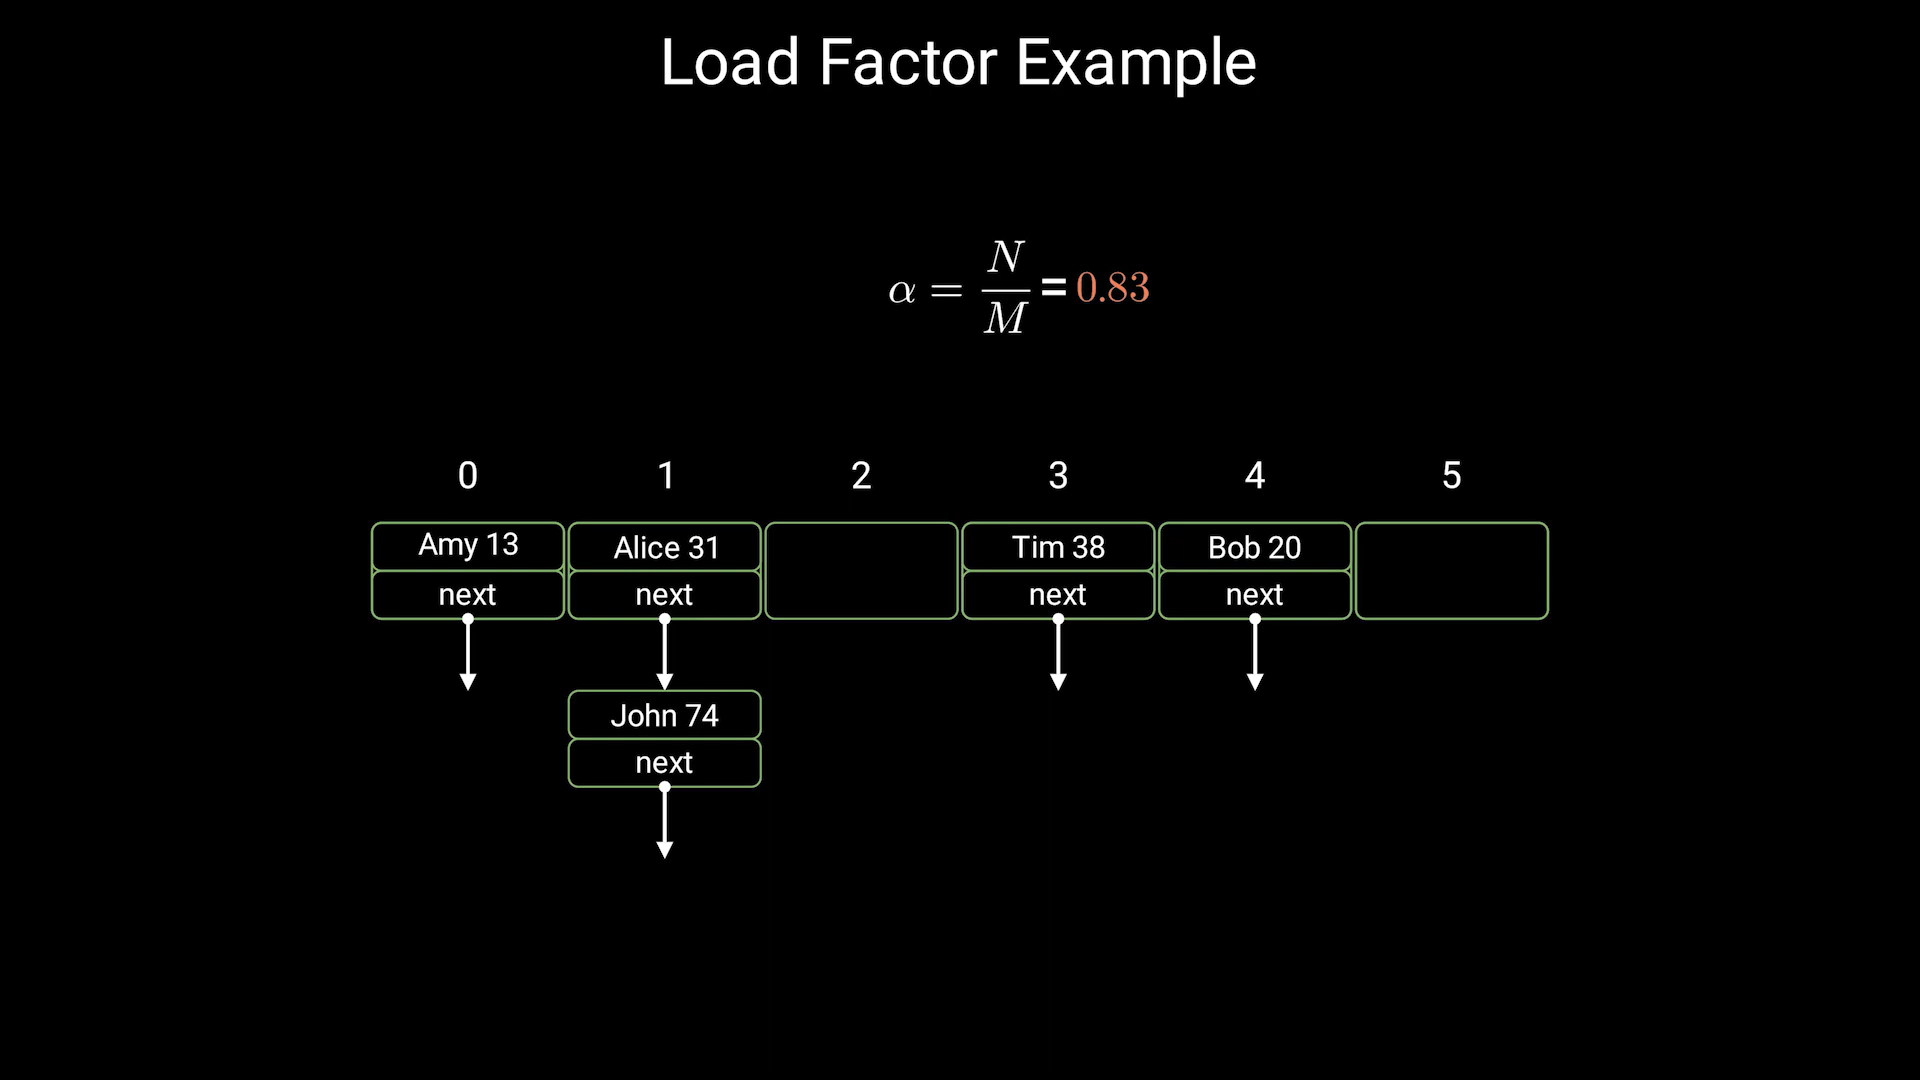 Load Factor Example
α = N/M = 0.83
0 1 2 3 4 5
Amy 13 Alice 31 Tim 38 Bob 20
next next next next
John 74
next